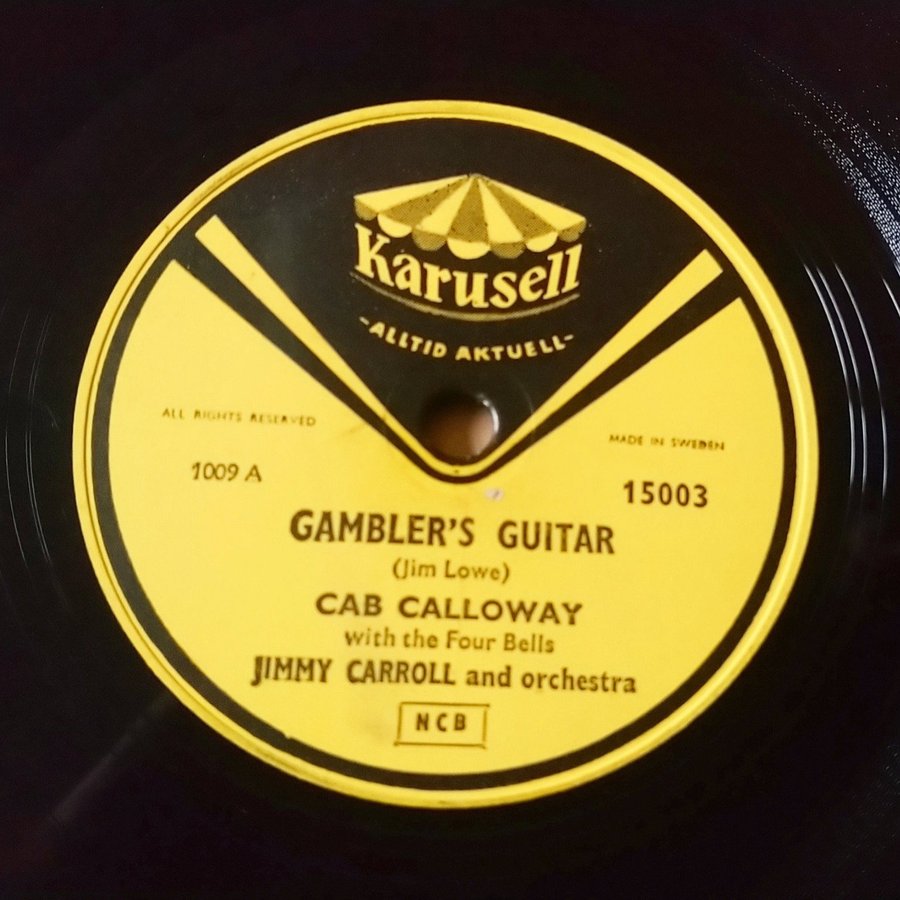 Karusell
-ALLTID AKTUELL-
ALL RIGHTS RESERVED
MADE IN SWEDEN
1009 A
15003
GAMBLER'S GUITAR
(Jim Lowe)
CAB CALLOWAY
with the Four Bells
JIMMY CARROLL and orchestra
NCB